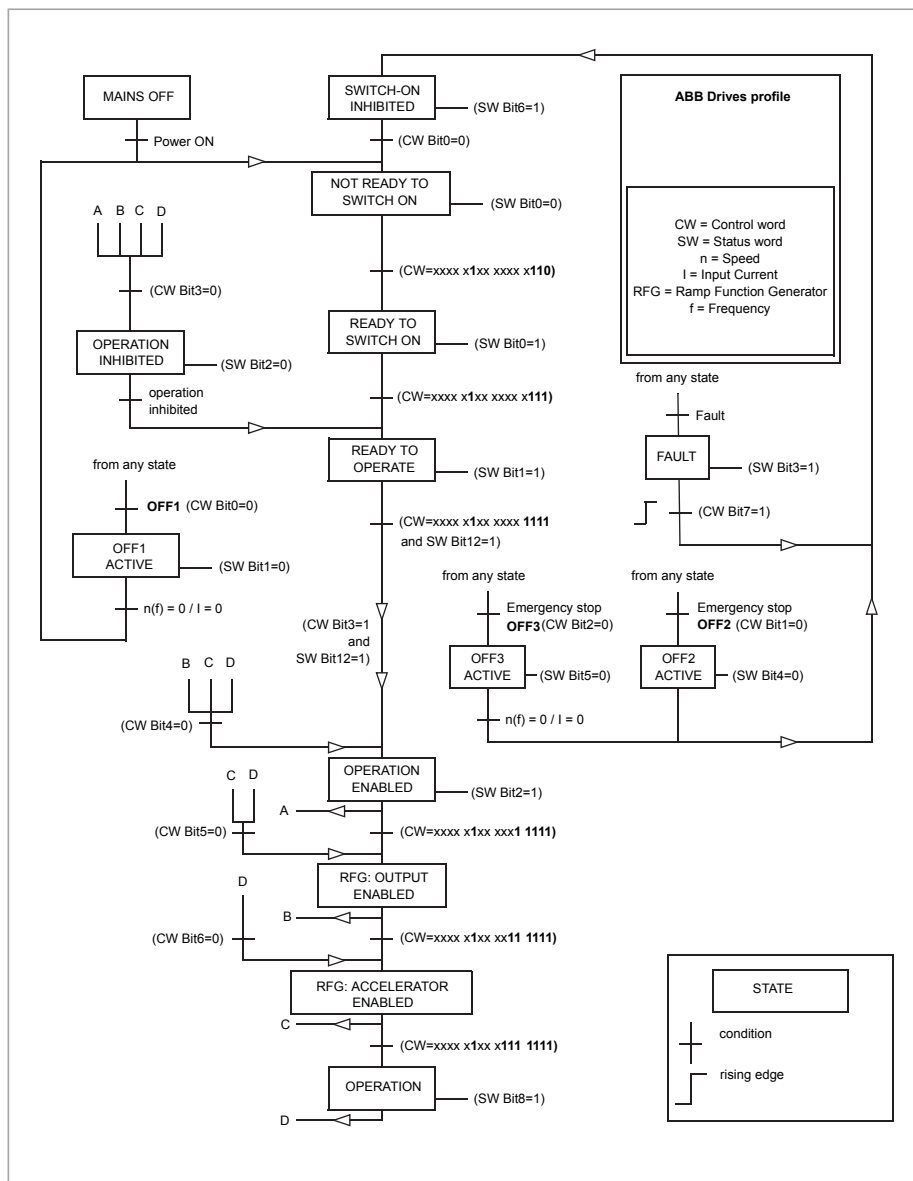 MAINS OFF
Power ON
SWITCH-ON
INHIBITED
(SW Bit6=1)
(CW Bit0=0)
ABB Drives profile
CW = Control word
SW = Status word
n = Speed
I = Input Current
RFG = Ramp Function Generator
f = Frequency
NOT READY TO
SWITCH ON
(SW Bit0=0)
A B C D
(CW Bit3=0)
(CW=xxxx x1xx xxxx x110)
OPERATION
INHIBITED
(SW Bit2=0)
operation
inhibited
READY TO
SWITCH ON
(SW Bit0=1)
(CW=xxxx x1xx xxxx x111)
from any state
Fault
FAULT
(SW Bit3=1)
(CW Bit7=1)
READY TO
OPERATE
(SW Bit1=1)
(CW=xxxx x1xx xxxx 1111
and SW Bit12=1)
from any state
OFF1 (CW Bit0=0)
OFF1
ACTIVE
(SW Bit1=0)
n(f) = 0 / I = 0
(CW Bit3=1
and
SW Bit12=1)
from any state
Emergency stop
OFF3 (CW Bit2=0)
OFF3
ACTIVE
(SW Bit5=0)
n(f) = 0 / I = 0
from any state
Emergency stop
OFF2 (CW Bit1=0)
OFF2
ACTIVE
(SW Bit4=0)
B C D
(CW Bit4=0)
OPERATION
ENABLED
(SW Bit2=1)
A
(CW=xxxx x1xx xxx1 1111)
C D
(CW Bit5=0)
RFG: OUTPUT
ENABLED
B
(CW=xxxx x1xx xx11 1111)
D
(CW Bit6=0)
RFG: ACCELERATOR
ENABLED
C
(CW=xxxx x1xx x111 1111)
OPERATION
(SW Bit8=1)
D
STATE
condition
rising edge